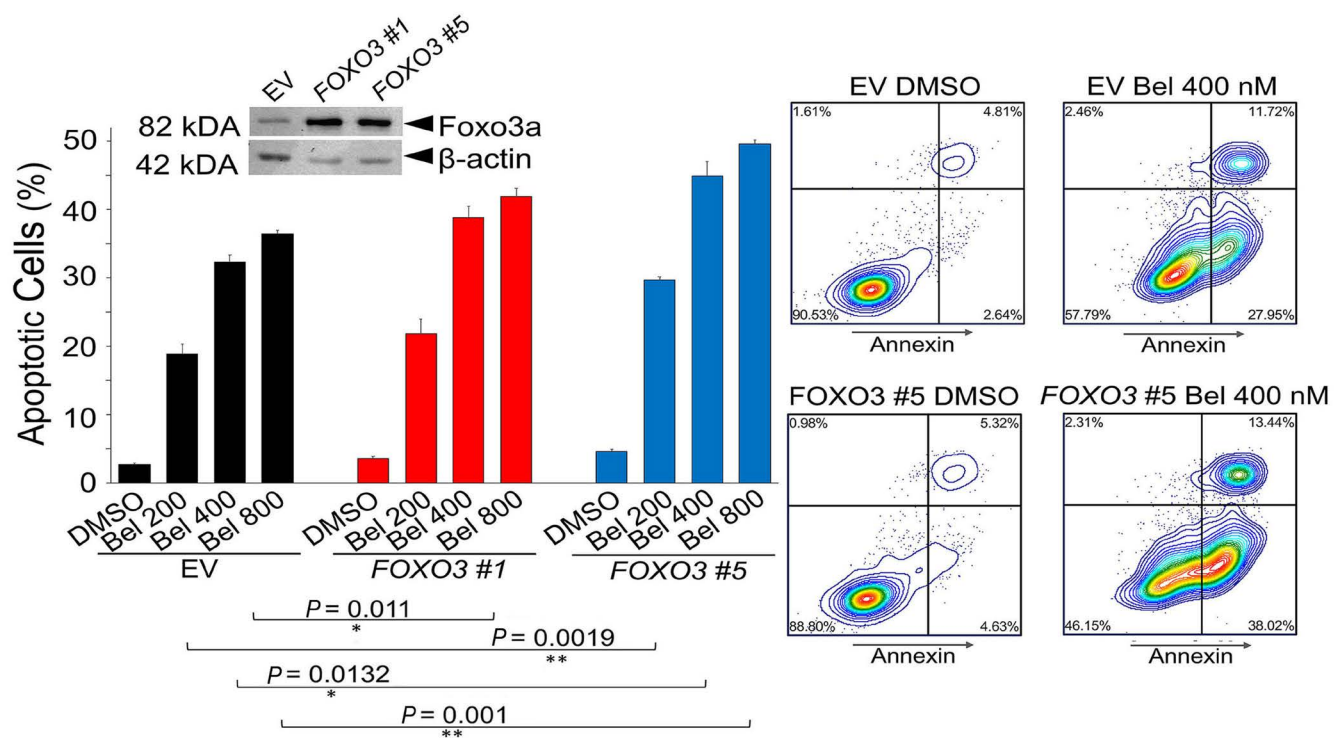 EV
FOXO3 #1
FOXO3 #5
82 kDA
Foxo3a
42 kDA
β-actin
Apoptotic Cells (%)
50
40
30
20
10
0
DMSO
Bel 200
Bel 400
Bel 800
DMSO
Bel 200
Bel 400
Bel 800
DMSO
Bel 200
Bel 400
Bel 800
EV
FOXO3 #1
FOXO3 #5
P = 0.011
*
P = 0.0019
**
P = 0.0132
*
P = 0.001
**
EV DMSO
1.61% 4.81%
90.53% 2.64%
Annexin
EV Bel 400 nM
2.46% 11.72%
57.79% 27.95%
Annexin
FOXO3 #5 DMSO
0.98% 5.32%
88.80% 4.63%
Annexin
FOXO3 #5 Bel 400 nM
2.31% 13.44%
46.15% 38.02%
Annexin